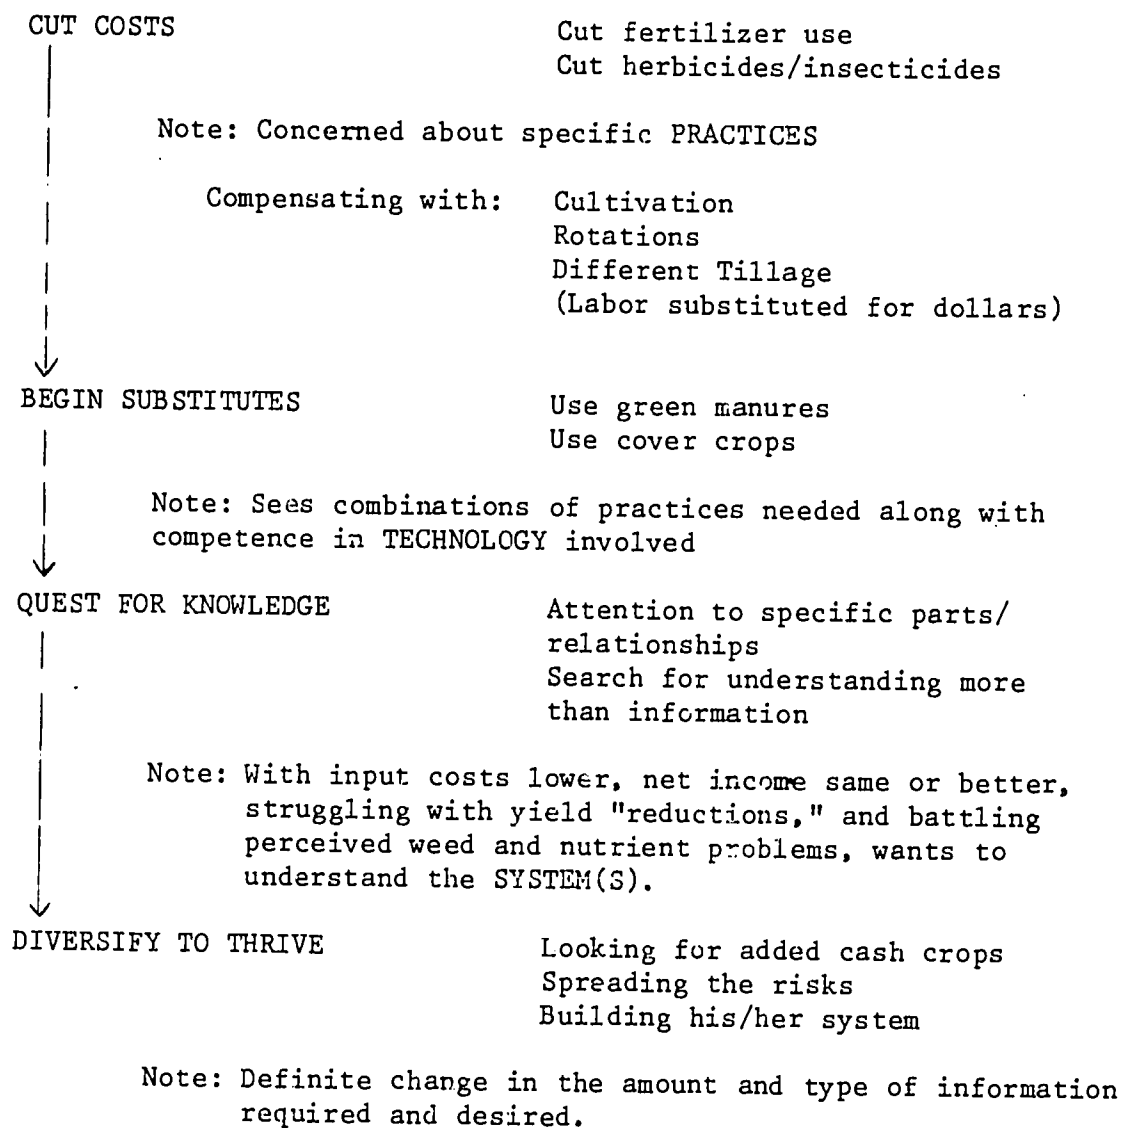 CUT COSTS
Cut fertilizer use
Cut herbicides/insecticides
Note: Concerned about specific PRACTICES
Compensating with: Cultivation
Rotations
Different Tillage
(Labor substituted for dollars)
BEGIN SUBSTITUTES
Use green manures
Use cover crops
Note: Sees combinations of practices needed along with
competence in TECHNOLOGY involved
QUEST FOR KNOWLEDGE
Attention to specific parts/
relationships
Search for understanding more
than information
Note: With input costs lower, net income same or better,
struggling with yield "reductions," and battling
perceived weed and nutrient problems, wants to
understand the SYSTEM(S).
DIVERSIFY TO THRIVE
Looking for added cash crops
Spreading the risks
Building his/her system
Note: Definite change in the amount and type of information
required and desired.